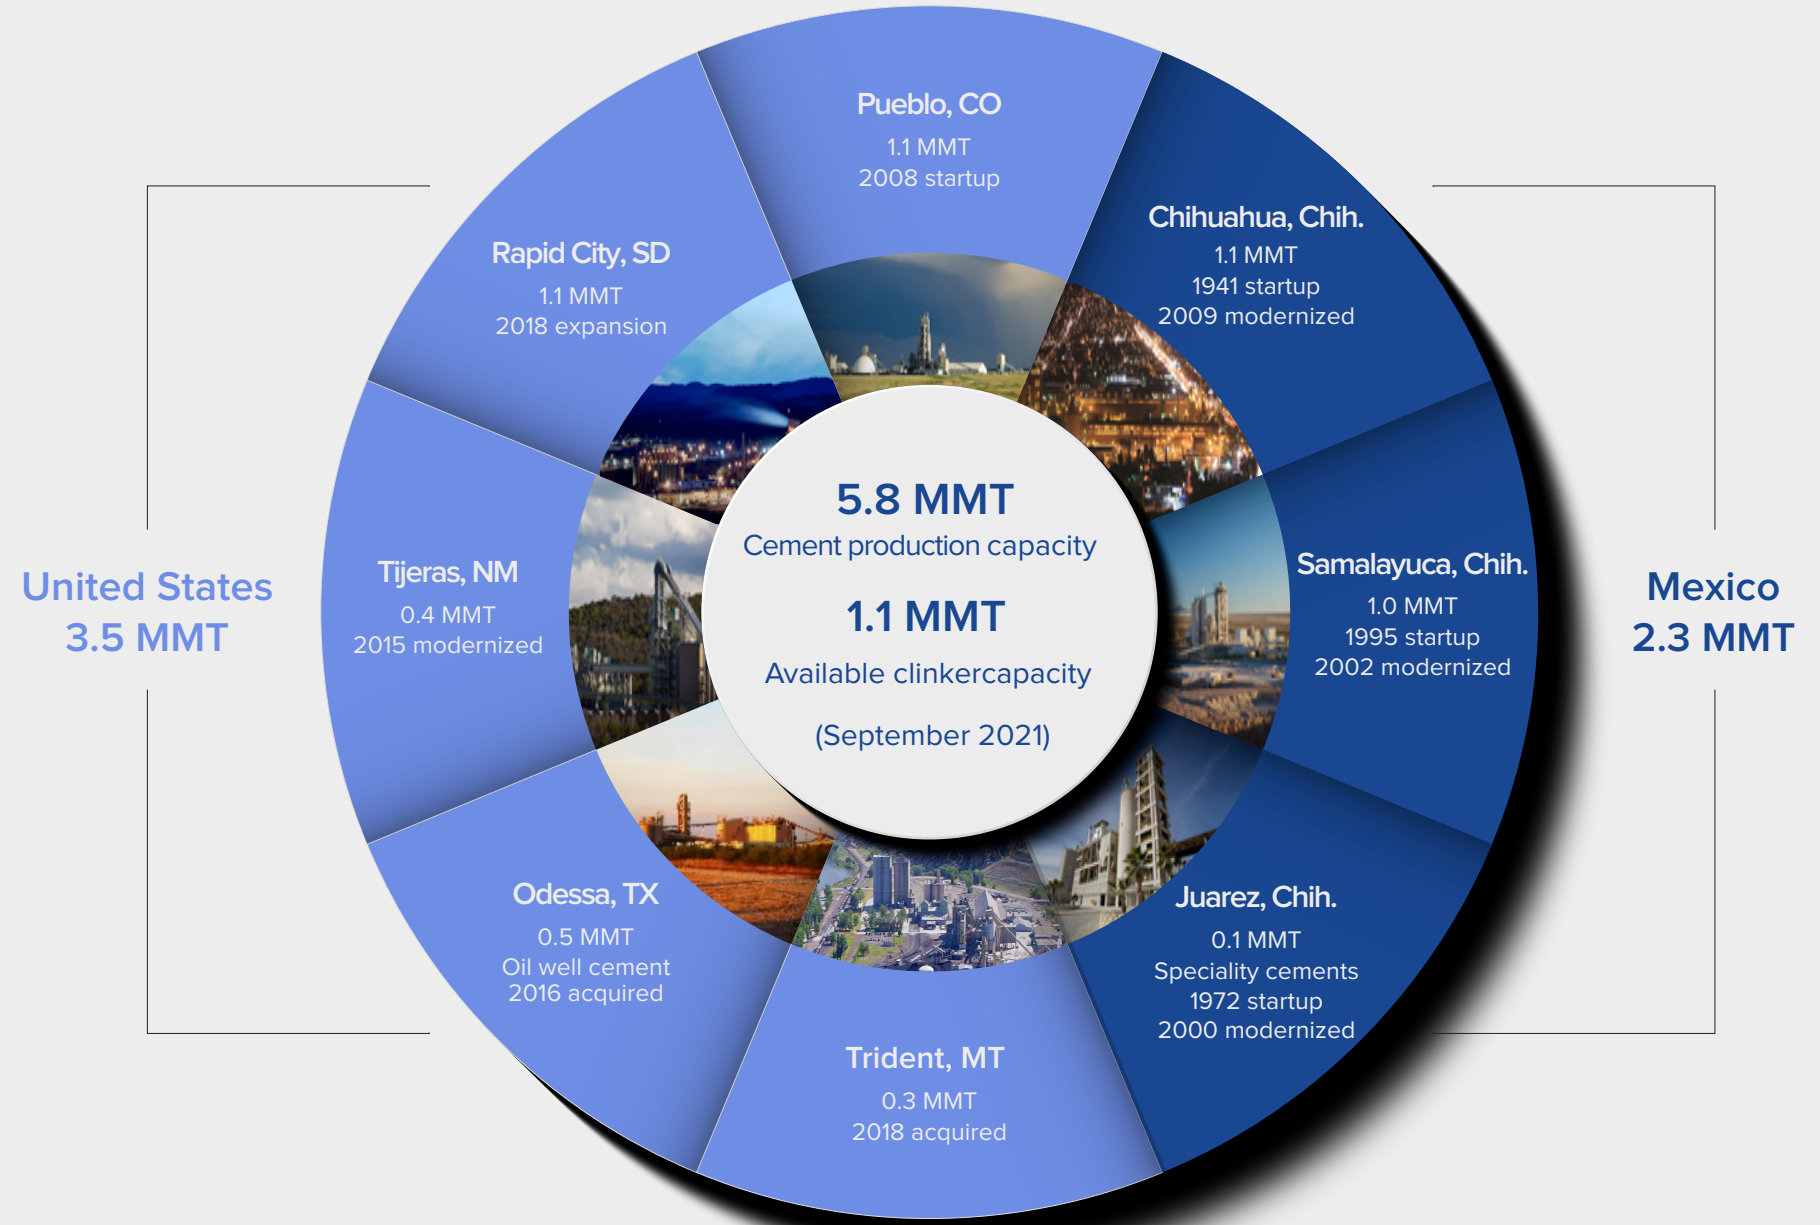 Pueblo, CO
1.1 MMT
2008 startup
Chihuahua, Chih.
1.1 MMT
1941 startup
2009 modernized
Rapid City, SD
1.1 MMT
2018 expansion
5.8 MMT
Cement production capacity
1.1 MMT
Available clinkercapacity
(September 2021)
Samalayuca, Chih.
1.0 MMT
1995 startup
2002 modernized
Tijeras, NM
0.4 MMT
2015 modernized
United States
3.5 MMT
Mexico
2.3 MMT
Odessa, TX
0.5 MMT
Oil well cement
2016 acquired
Juarez, Chih.
0.1 MMT
Speciality cements
1972 startup
2000 modernized
Trident, MT
0.3 MMT
2018 acquired